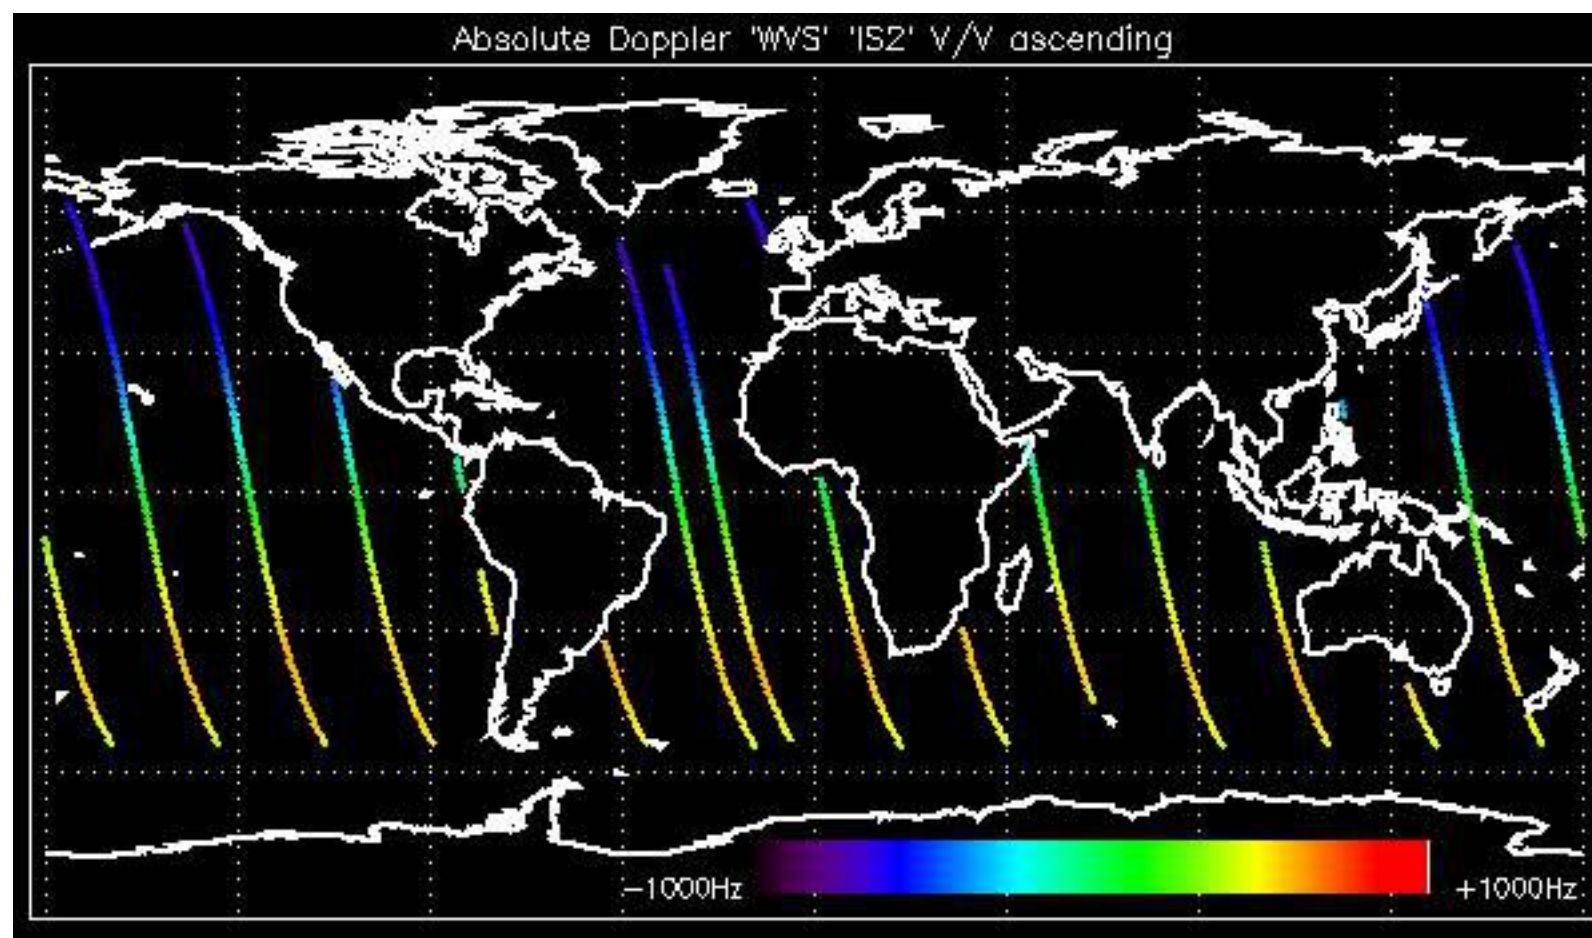 Absolute Doppler 'WVS' 'IS2' V/V ascending
−1000Hz +1000Hz